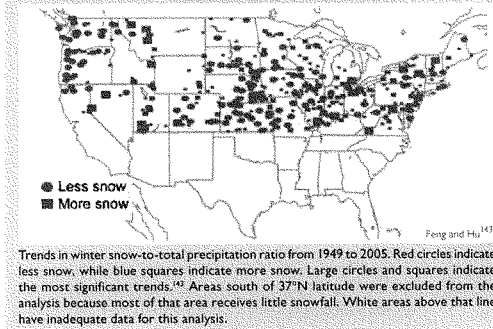 Less snow
More snow
Feng and Hu143
Trends in winter snow-to-total precipitation ratio from 1949 to 2005. Red circles indicate
less snow, while blue squares indicate more snow. Large circles and squares indicate
the most significant trends.142 Areas south of 37°N latitude were excluded from the
analysis because most of that area receives little snowfall. White areas above that line
have inadequate data for this analysis.